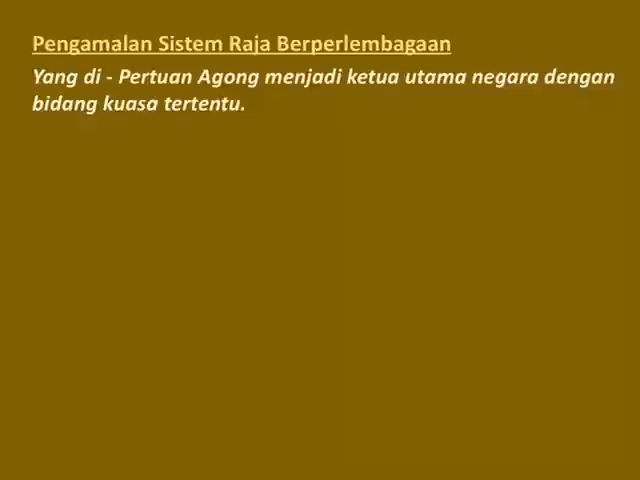 Pengamalan Sistem Raja Berperlembagaan
Yang di - Pertuan Agong menjadi ketua utama negara dengan
bidang kuasa tertentu.